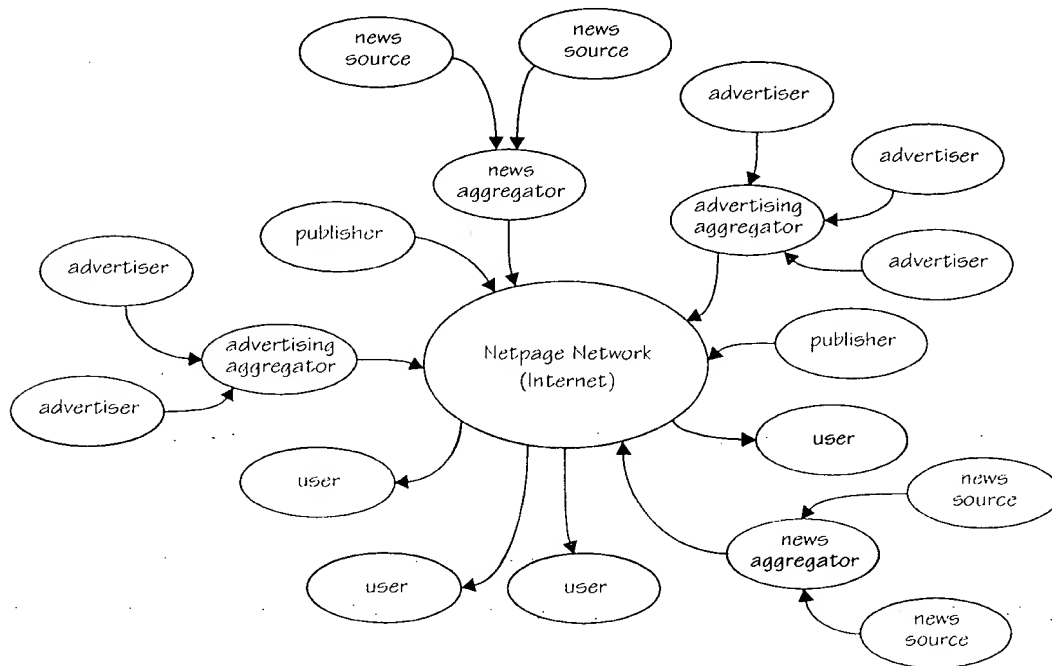 news
source
news
source
advertiser
advertiser
news
aggregator
advertising
aggregator
publisher
advertiser
advertiser
publisher
Netpage Network
(Internet)
advertising
aggregator
advertiser
user
user
news
source
news
aggregator
user
user
news
source